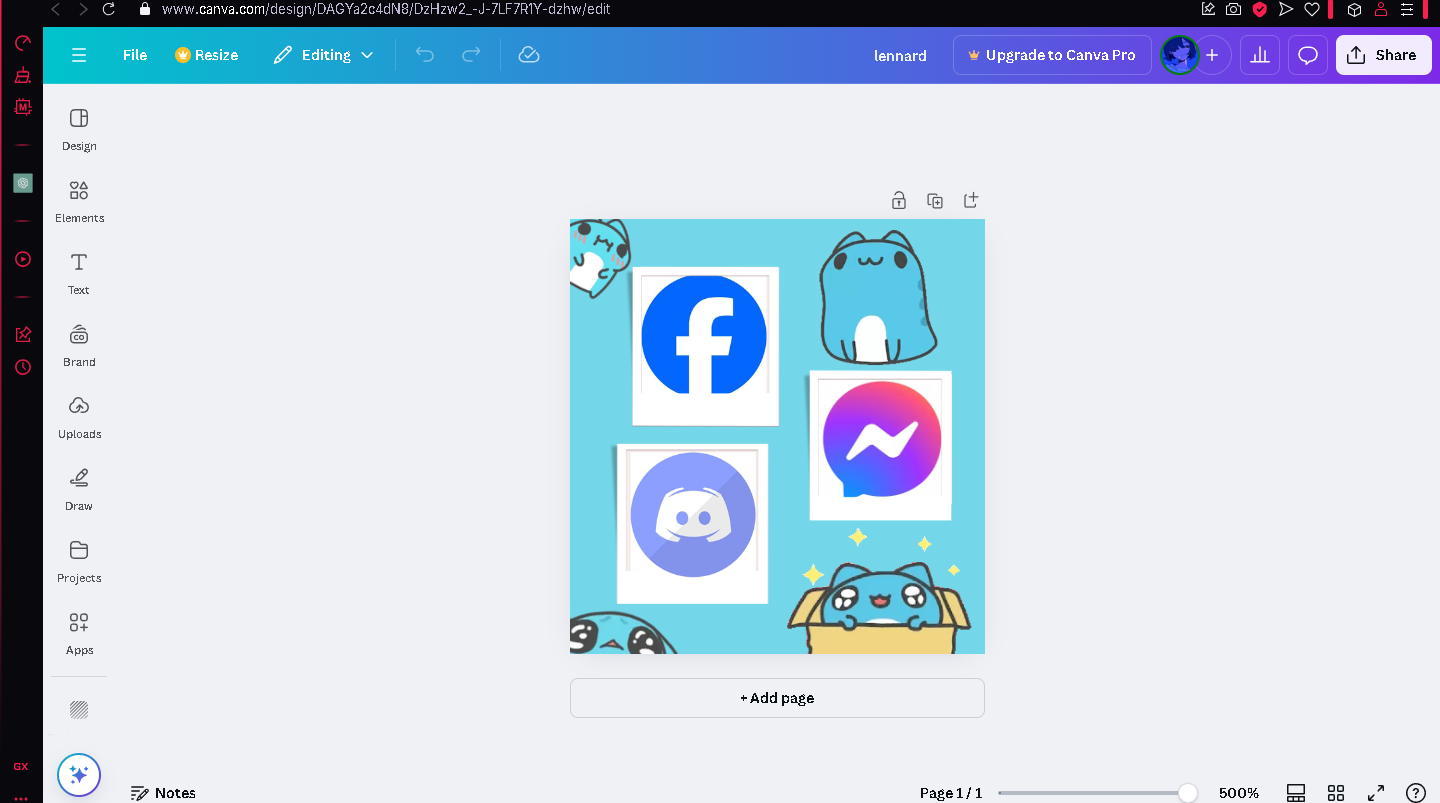 www.canva.com/design/DAGYa2c4dN8/DzHzw2_-J-7LF7R1Y-dzhw/edit
File
Resize
Editing
lennard
Upgrade to Canva Pro
Share
M
Design
Elements
Text
CO
Brand
Uploads
Draw
Projects
Apps
+ Add page
GX
Notes
Page 1 / 1
500%